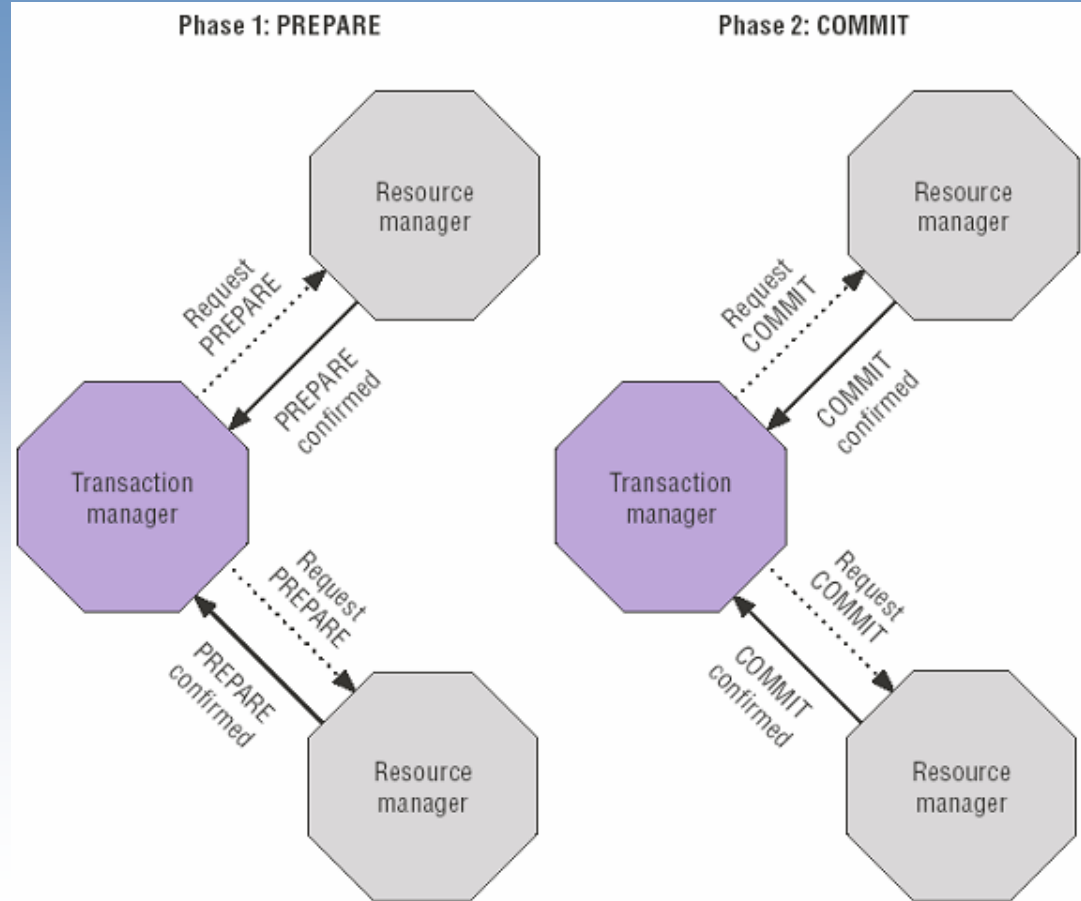 Phase 1: PREPARE
Resource
manager
Request
PREPARE
PREPARE
confirmed
Transaction
manager
Request
PREPARE
PREPARE
confirmed
Resource
manager
Phase 2: COMMIT
Resource
manager
Request
COMMIT
COMMIT
confirmed
Transaction
manager
Request
COMMIT
COMMIT
confirmed
Resource
manager